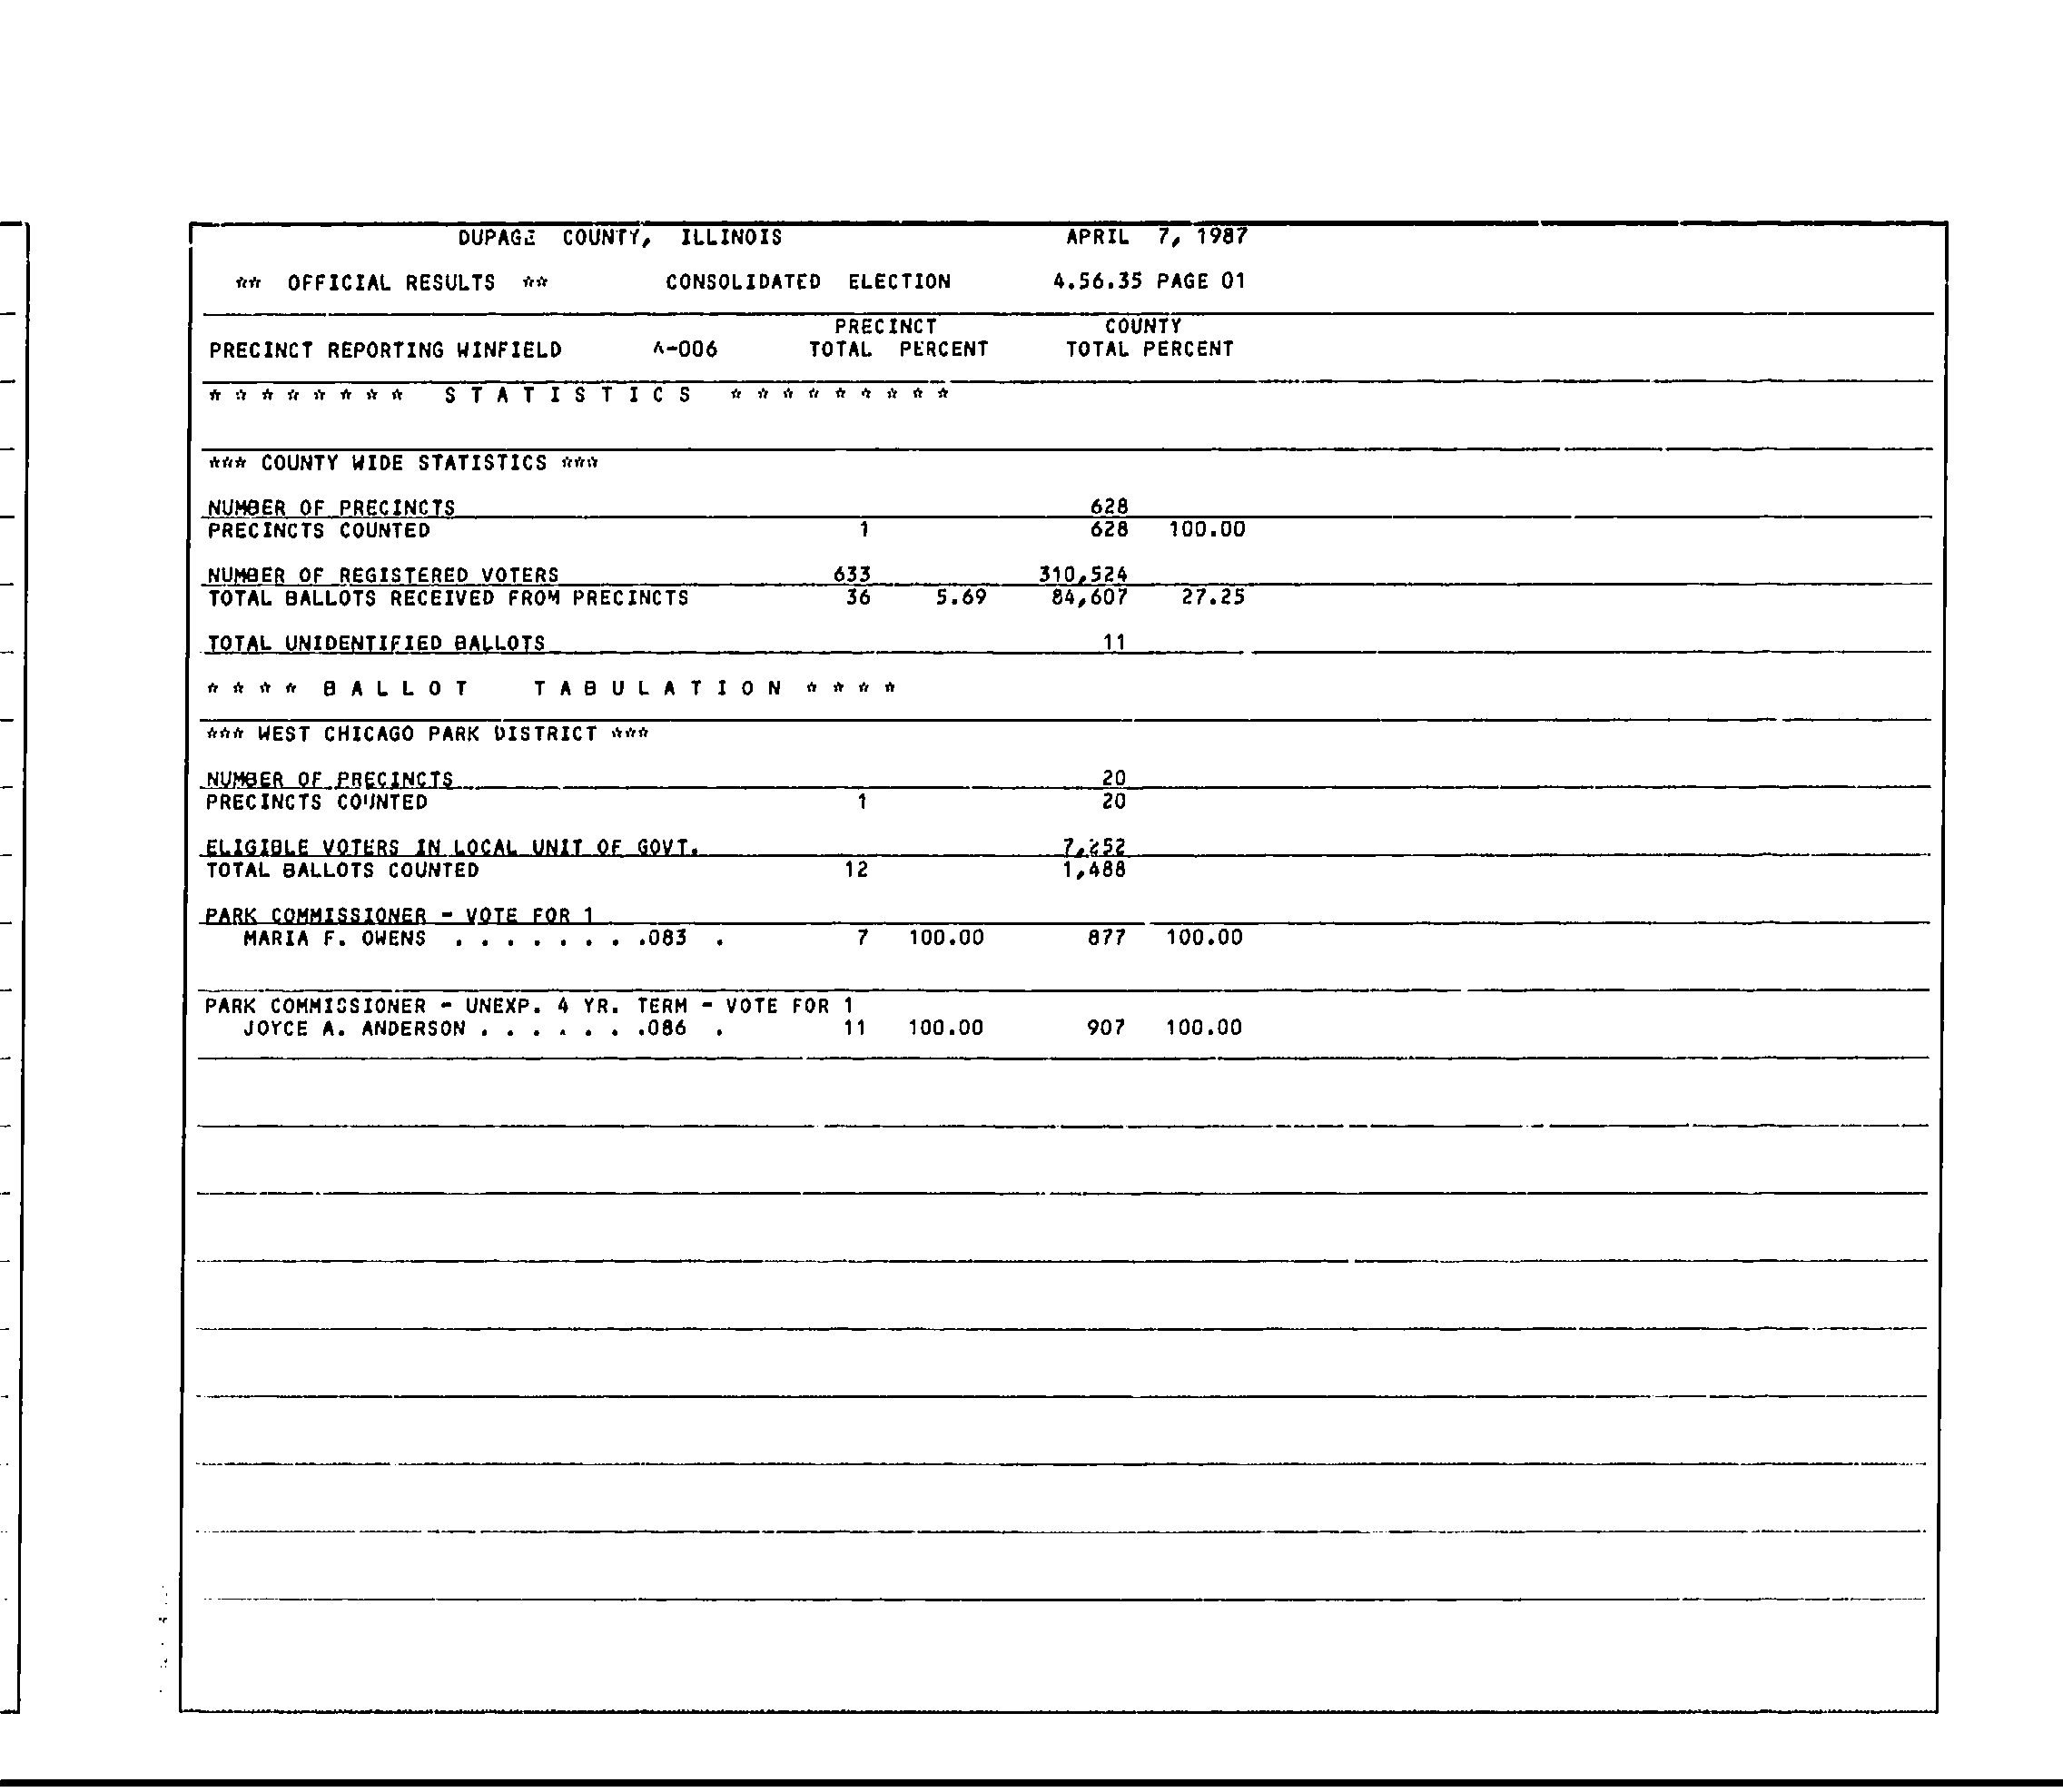 DUPAGE COUNTY, ILLINOIS APRIL 7, 1987
** OFFICIAL RESULTS ** CONSOLIDATED ELECTION 4.56.35 PAGE 01
PRECINCT COUNTY
PRECINCT REPORTING WINFIELD A-006 TOTAL PERCENT TOTAL PERCENT
* * * * * * * * S T A T I S T I C S * * * * * * * * *
*** COUNTY WIDE STATISTICS ***
NUMBER OF PRECINCTS 628
PRECINCTS COUNTED 1 628 100.00
NUMBER OF REGISTERED VOTERS 633 310,524
TOTAL BALLOTS RECEIVED FROM PRECINCTS 36 5.69 84,607 27.25
TOTAL UNIDENTIFIED BALLOTS 11
* * * * B A L L O T T A B U L A T I O N * * * *
*** WEST CHICAGO PARK DISTRICT ***
NUMBER OF PRECINCTS 20
PRECINCTS COUNTED 1 20
ELIGIBLE VOTERS IN LOCAL UNIT OF GOVT. 7,252
TOTAL BALLOTS COUNTED 12 1,488
PARK COMMISSIONER - VOTE FOR 1
MARIA F. OWENS . . . . . . . .083 . 7 100.00 877 100.00
PARK COMMISSIONER - UNEXP. 4 YR. TERM - VOTE FOR 1
JOYCE A. ANDERSON . . . . . . .086 . 11 100.00 907 100.00